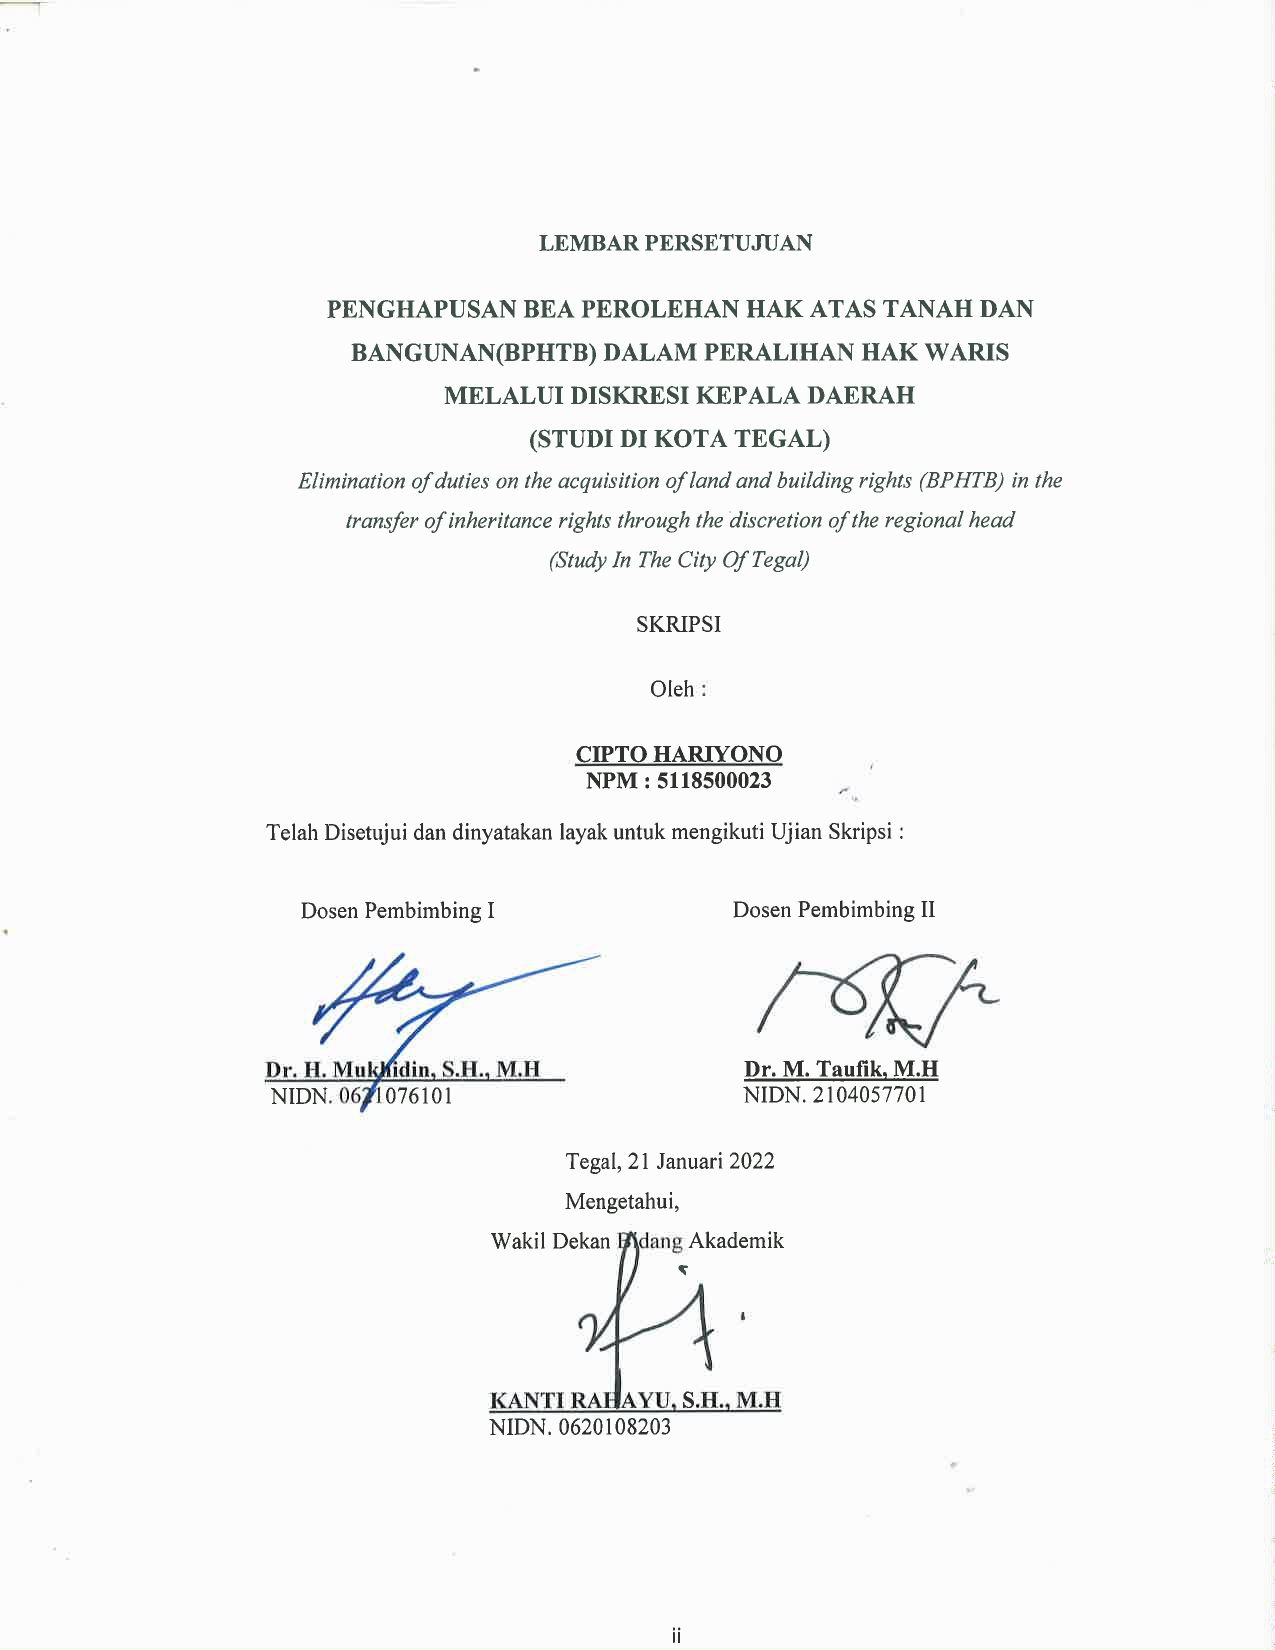 LEMBAR PERSETUJUAN
PENGHAPUSAN BEA PEROLEHAN HAK ATAS TANAH DAN
BANGUNAN(BPHTB) DALAM PERALIHAN HAK WARIS
MELALUI DISKRESI KEPALA DAERAH
(STUDI DI KOTA TEGAL)
Elimination of duties on the acquisition of land and building rights (BPHTB) in the
transfer of inheritance rights through the discretion of the regional head
(Study In The City Of Tegal)
SKRIPSI
Oleh :
CIPTO HARIYONO
NPM : 5118500023
Telah Disetujui dan dinyatakan layak untuk mengikuti Ujian Skripsi :
Dosen Pembimbing I
Dosen Pembimbing II
Dr. H. Mukhidin, S.H., M.H
Dr. M. Taufik, M.H
NIDN. 0621076101
NIDN. 2104057701
Tegal, 21 Januari 2022
Mengetahui,
Wakil Dekan Bidang Akademik
KANTI RAHAYU, S.H., M.H
NIDN. 0620108203
ii